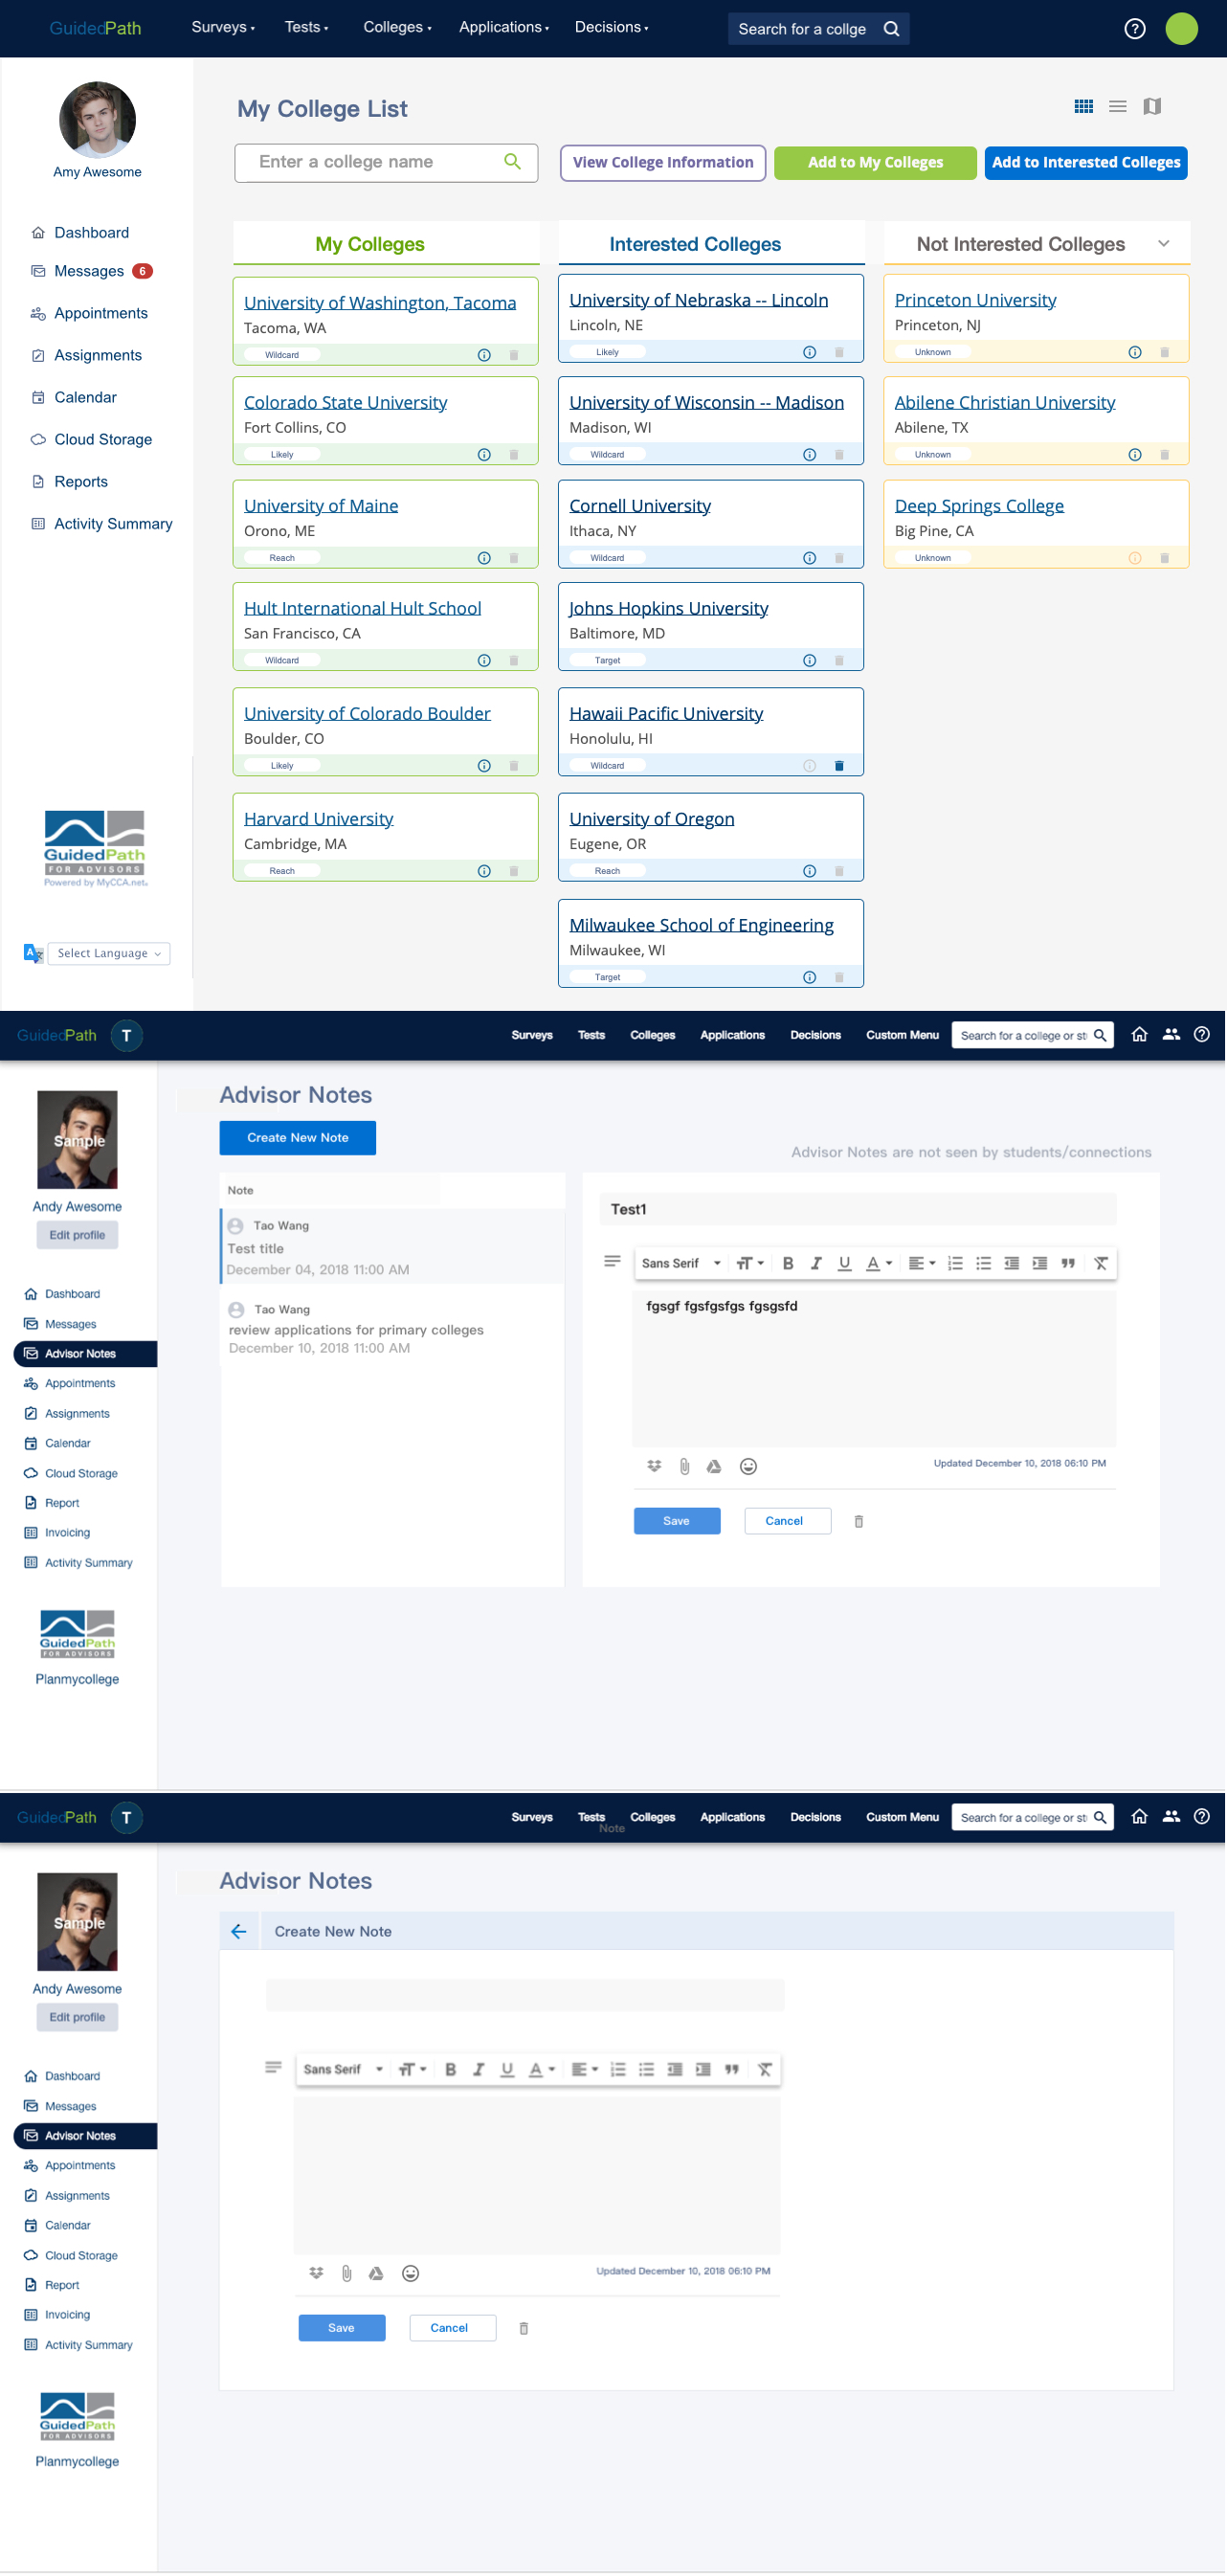 GuidedPath
Surveys
Tests
Colleges
Applications
Decisions
Search for a collge
?
Amy Awesome
Dashboard
Messages 6
Appointments
Assignments
Calendar
Cloud Storage
Reports
Activity Summary
GuidedPath
FOR ADVISORS
Powered by MyCCA.net
Select Language
My College List
Enter a college name
View College Information
Add to My Colleges
Add to Interested Colleges
My Colleges
University of Washington, Tacoma
Tacoma, WA
Wildcard
Colorado State University
Fort Collins, CO
Likely
University of Maine
Orono, ME
Reach
Hult International Hult School
San Francisco, CA
Wildcard
University of Colorado Boulder
Boulder, CO
Likely
Harvard University
Cambridge, MA
Reach
Interested Colleges
University of Nebraska -- Lincoln
Lincoln, NE
Likely
University of Wisconsin -- Madison
Madison, WI
Wildcard
Cornell University
Ithaca, NY
Wildcard
Johns Hopkins University
Baltimore, MD
Target
Hawaii Pacific University
Honolulu, HI
Wildcard
University of Oregon
Eugene, OR
Reach
Milwaukee School of Engineering
Milwaukee, WI
Target
Not Interested Colleges
Princeton University
Princeton, NJ
Unknown
Abilene Christian University
Abilene, TX
Unknown
Deep Springs College
Big Pine, CA
Unknown
GuidedPath T
Surveys
Tests
Colleges
Applications
Decisions
Custom Menu
Search for a college or st
?
Sample
Andy Awesome
Edit profile
Dashboard
Messages
Advisor Notes
Appointments
Assignments
Calendar
Cloud Storage
Report
Invoicing
Activity Summary
GuidedPath
FOR ADVISORS
Planmycollege
Advisor Notes
Create New Note
Advisor Notes are not seen by students/connections
Note
Tao Wang
Test title
December 04, 2018 11:00 AM
Tao Wang
review applications for primary colleges
December 10, 2018 11:00 AM
Test1
Sans Serif
fgsgf fgsfgsfgs fgsgsfd
Updated December 10, 2018 06:10 PM
Save
Cancel
GuidedPath T
Surveys
Tests
Colleges
Applications
Decisions
Custom Menu
Search for a college or st
?
Note
Sample
Andy Awesome
Edit profile
Dashboard
Messages
Advisor Notes
Appointments
Assignments
Calendar
Cloud Storage
Report
Invoicing
Activity Summary
GuidedPath
FOR ADVISORS
Planmycollege
Advisor Notes
Create New Note
Sans Serif
Updated December 10, 2018 06:10 PM
Save
Cancel